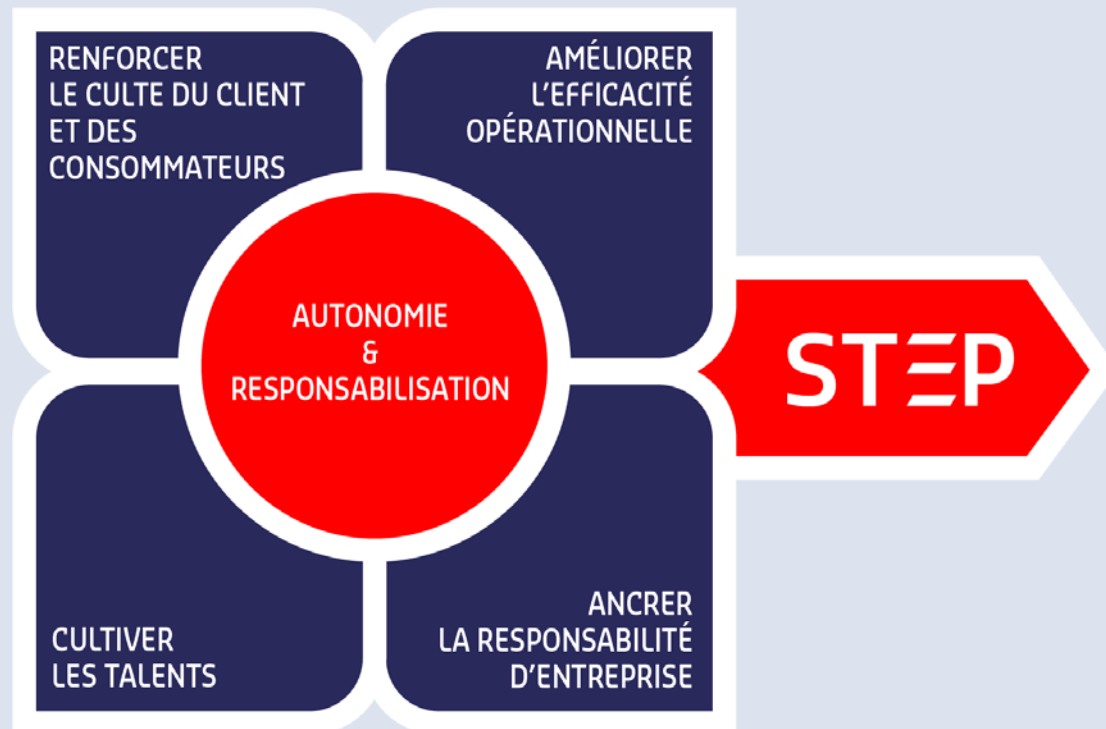 RENFORCER
LE CULTE DU CLIENT
ET DES
CONSOMMATEURS
AMÉLIORER
L'EFFICACITÉ
OPÉRATIONNELLE
AUTONOMIE
&
RESPONSABILISATION
STEP
CULTIVER
LES TALENTS
ANCRER
LA RESPONSABILITÉ
D'ENTREPRISE